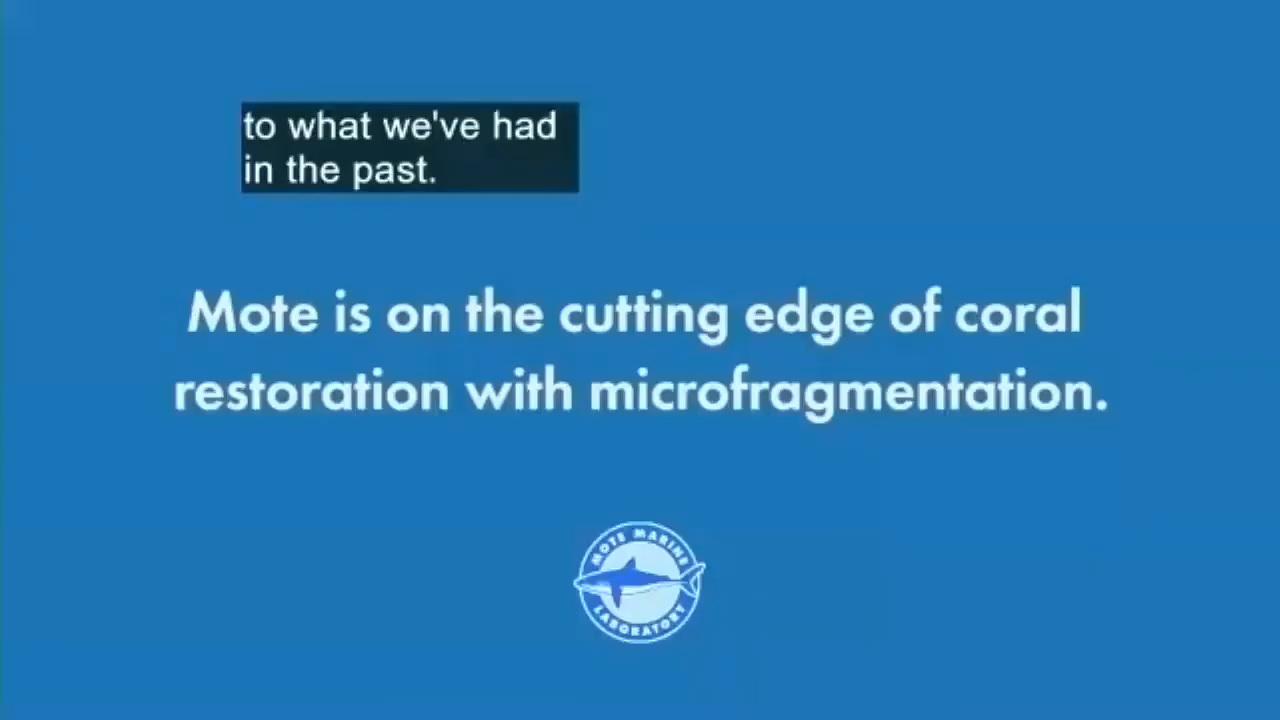 to what we've had
in the past.
Mote is on the cutting edge of coral
restoration with microfragmentation.
MOTE MARINE
LABORATORY